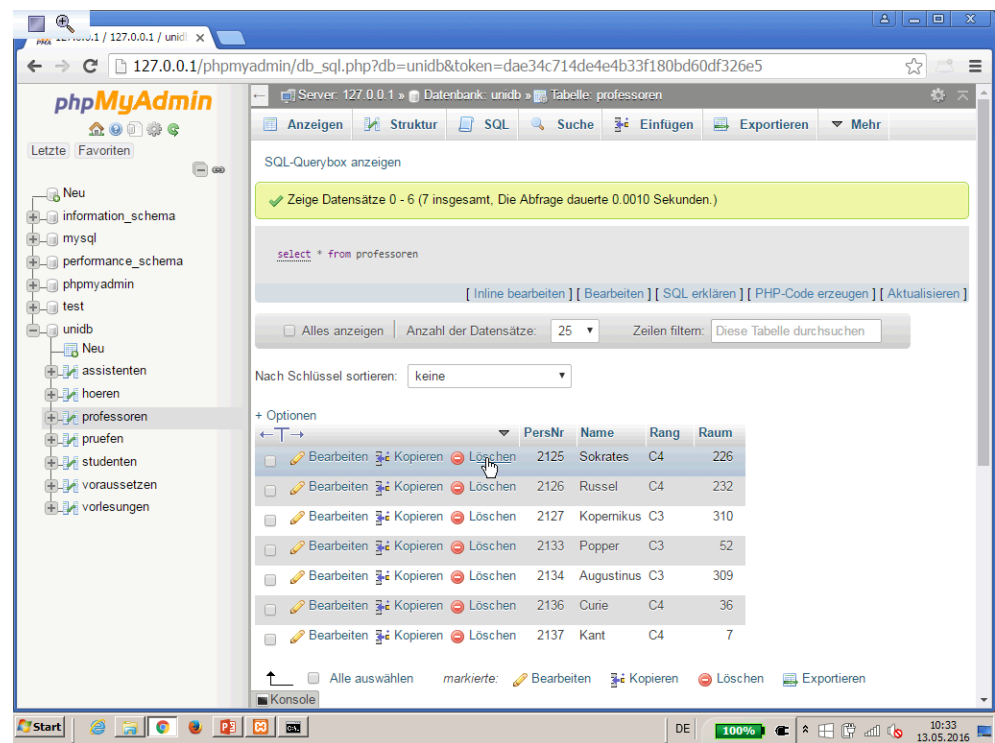 127.0.0.1 / 127.0.0.1 / unid
127.0.0.1/phpmyadmin/db_sql.php?db=unidb&token=dae34c714de4e4b33f180bd60df326e5
phpMyAdmin
Letzte Favoriten
Neu
information_schema
mysql
performance_schema
phpmyadmin
test
unidb
Neu
assistenten
hoeren
professoren
pruefen
studenten
voraussetzen
vorlesungen
Server: 127.0.0.1 » Datenbank: unidb » Tabelle: professoren
Anzeigen Struktur SQL Suche Einfügen Exportieren Mehr
SQL-Querybox anzeigen
Zeige Datensätze 0 - 6 (7 insgesamt, Die Abfrage dauerte 0.0010 Sekunden.)
select * from professoren
[ Inline bearbeiten ] [ Bearbeiten ] [ SQL erklären ] [ PHP-Code erzeugen ] [ Aktualisieren ]
Alles anzeigen Anzahl der Datensätze: 25 Zeilen filtern: Diese Tabelle durchsuchen
Nach Schlüssel sortieren: keine
+ Optionen
←T→ PersNr Name Rang Raum
Bearbeiten Kopieren Löschen 2125 Sokrates C4 226
Bearbeiten Kopieren Löschen 2126 Russel C4 232
Bearbeiten Kopieren Löschen 2127 Kopernikus C3 310
Bearbeiten Kopieren Löschen 2133 Popper C3 52
Bearbeiten Kopieren Löschen 2134 Augustinus C3 309
Bearbeiten Kopieren Löschen 2136 Curie C4 36
Bearbeiten Kopieren Löschen 2137 Kant C4 7
Alle auswählen markierte: Bearbeiten Kopieren Löschen Exportieren
Konsole
Start DE 100% 10:33
13.05.2016